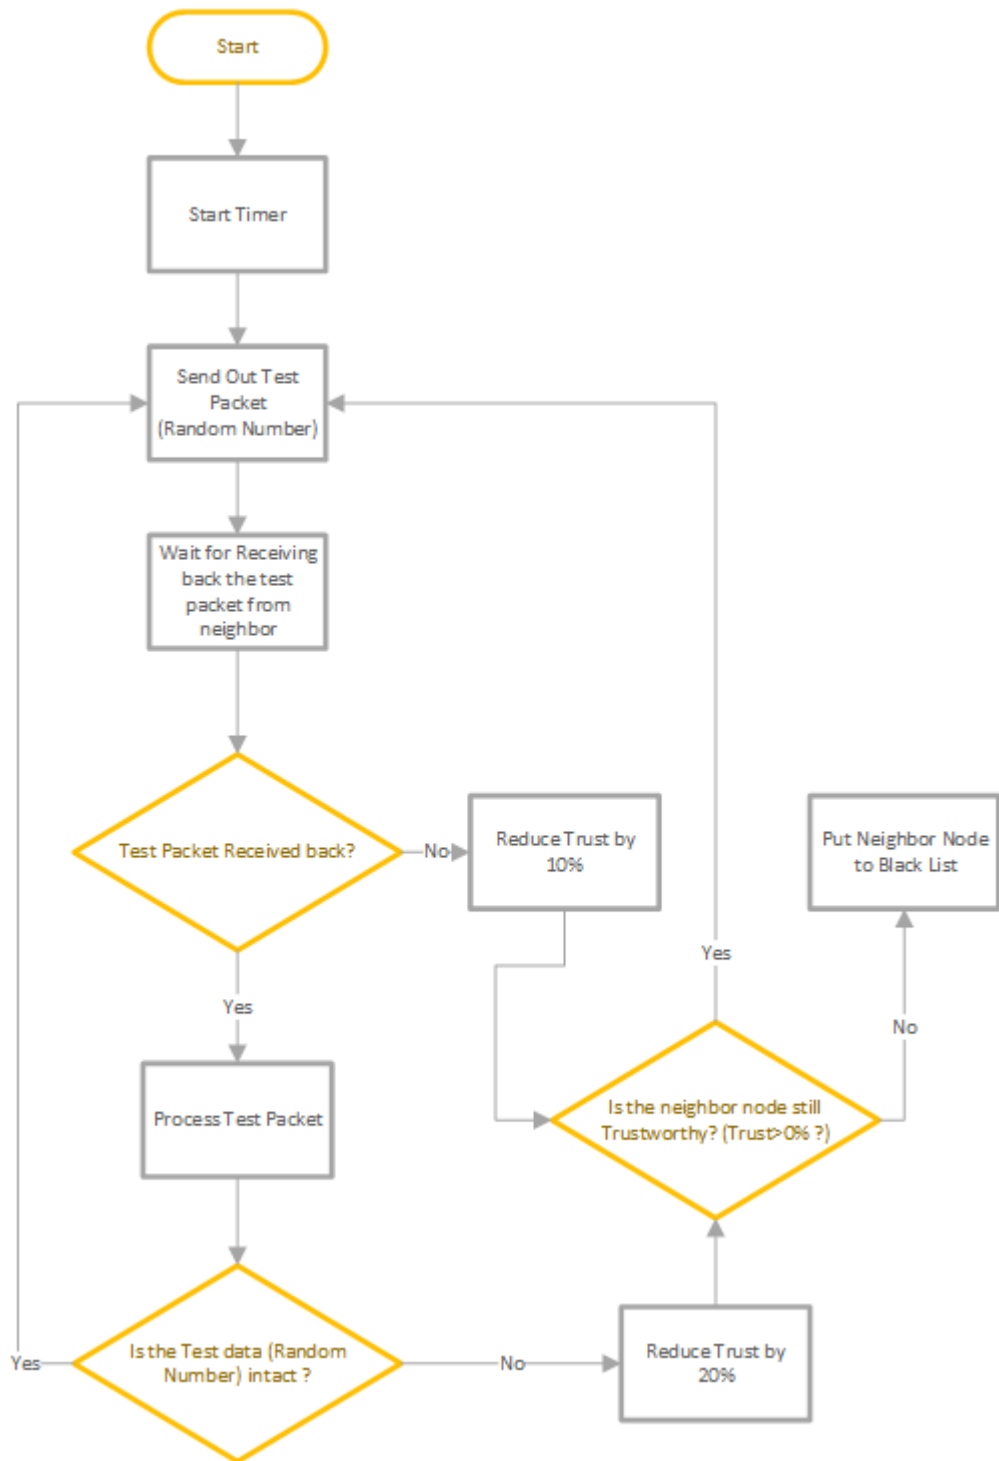 Start
Start Timer
Send Out Test
Packet
(Random Number)
Wait for Receiving
back the test
packet from
neighbor
Test Packet Received back?
No
Reduce Trust by
10%
Put Neighbor Node
to Black List
Yes
Yes
No
Process Test Packet
Is the neighbor node still
Trustworthy? (Trust>0% ?)
Is the Test data (Random
Number) intact ?
Yes
No
Reduce Trust by
20%